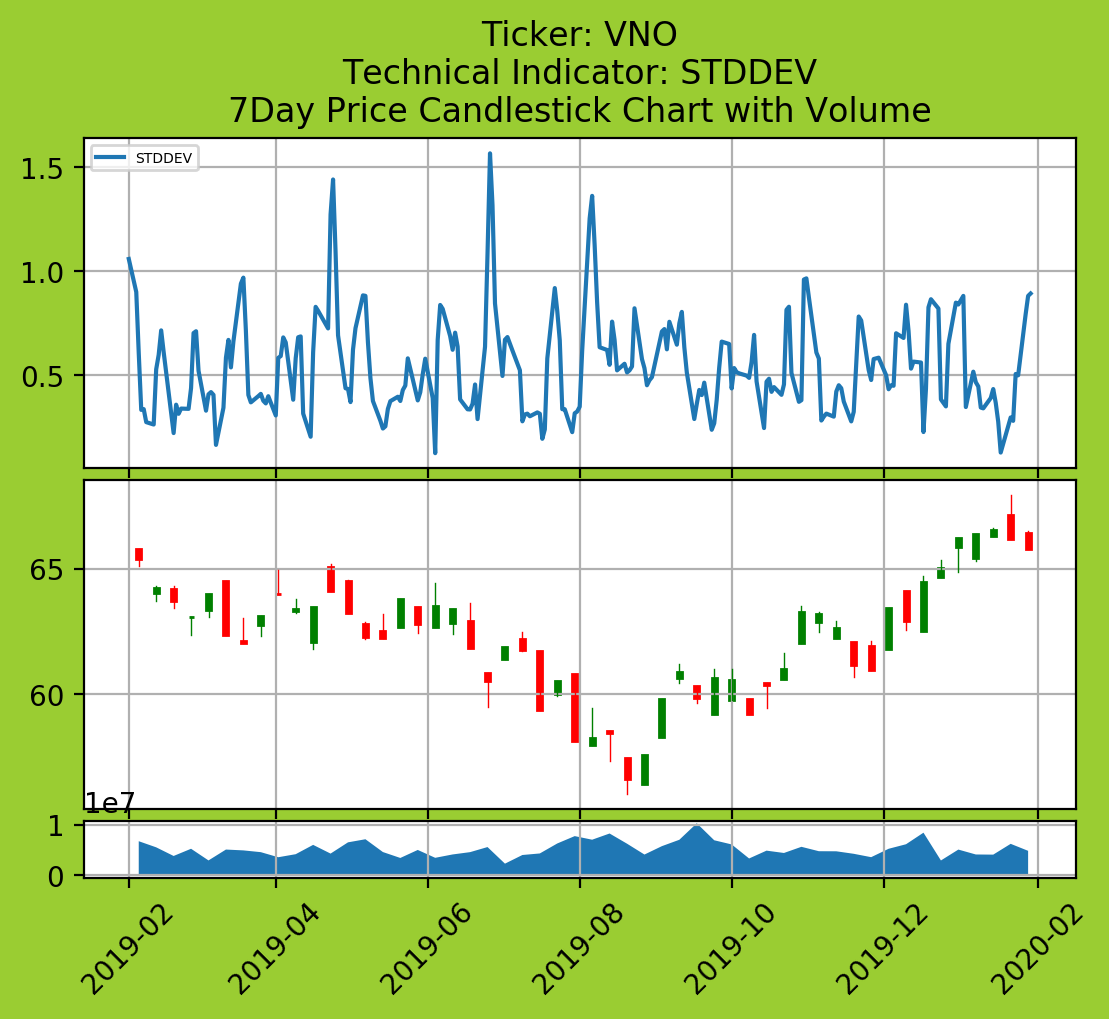 Ticker: VNO
Technical Indicator: STDDEV
7Day Price Candlestick Chart with Volume
STDDEV
1.5
1.0
0.5
65
60
1e7
1
0
2019-02
2019-04
2019-06
2019-08
2019-10
2019-12
2020-02